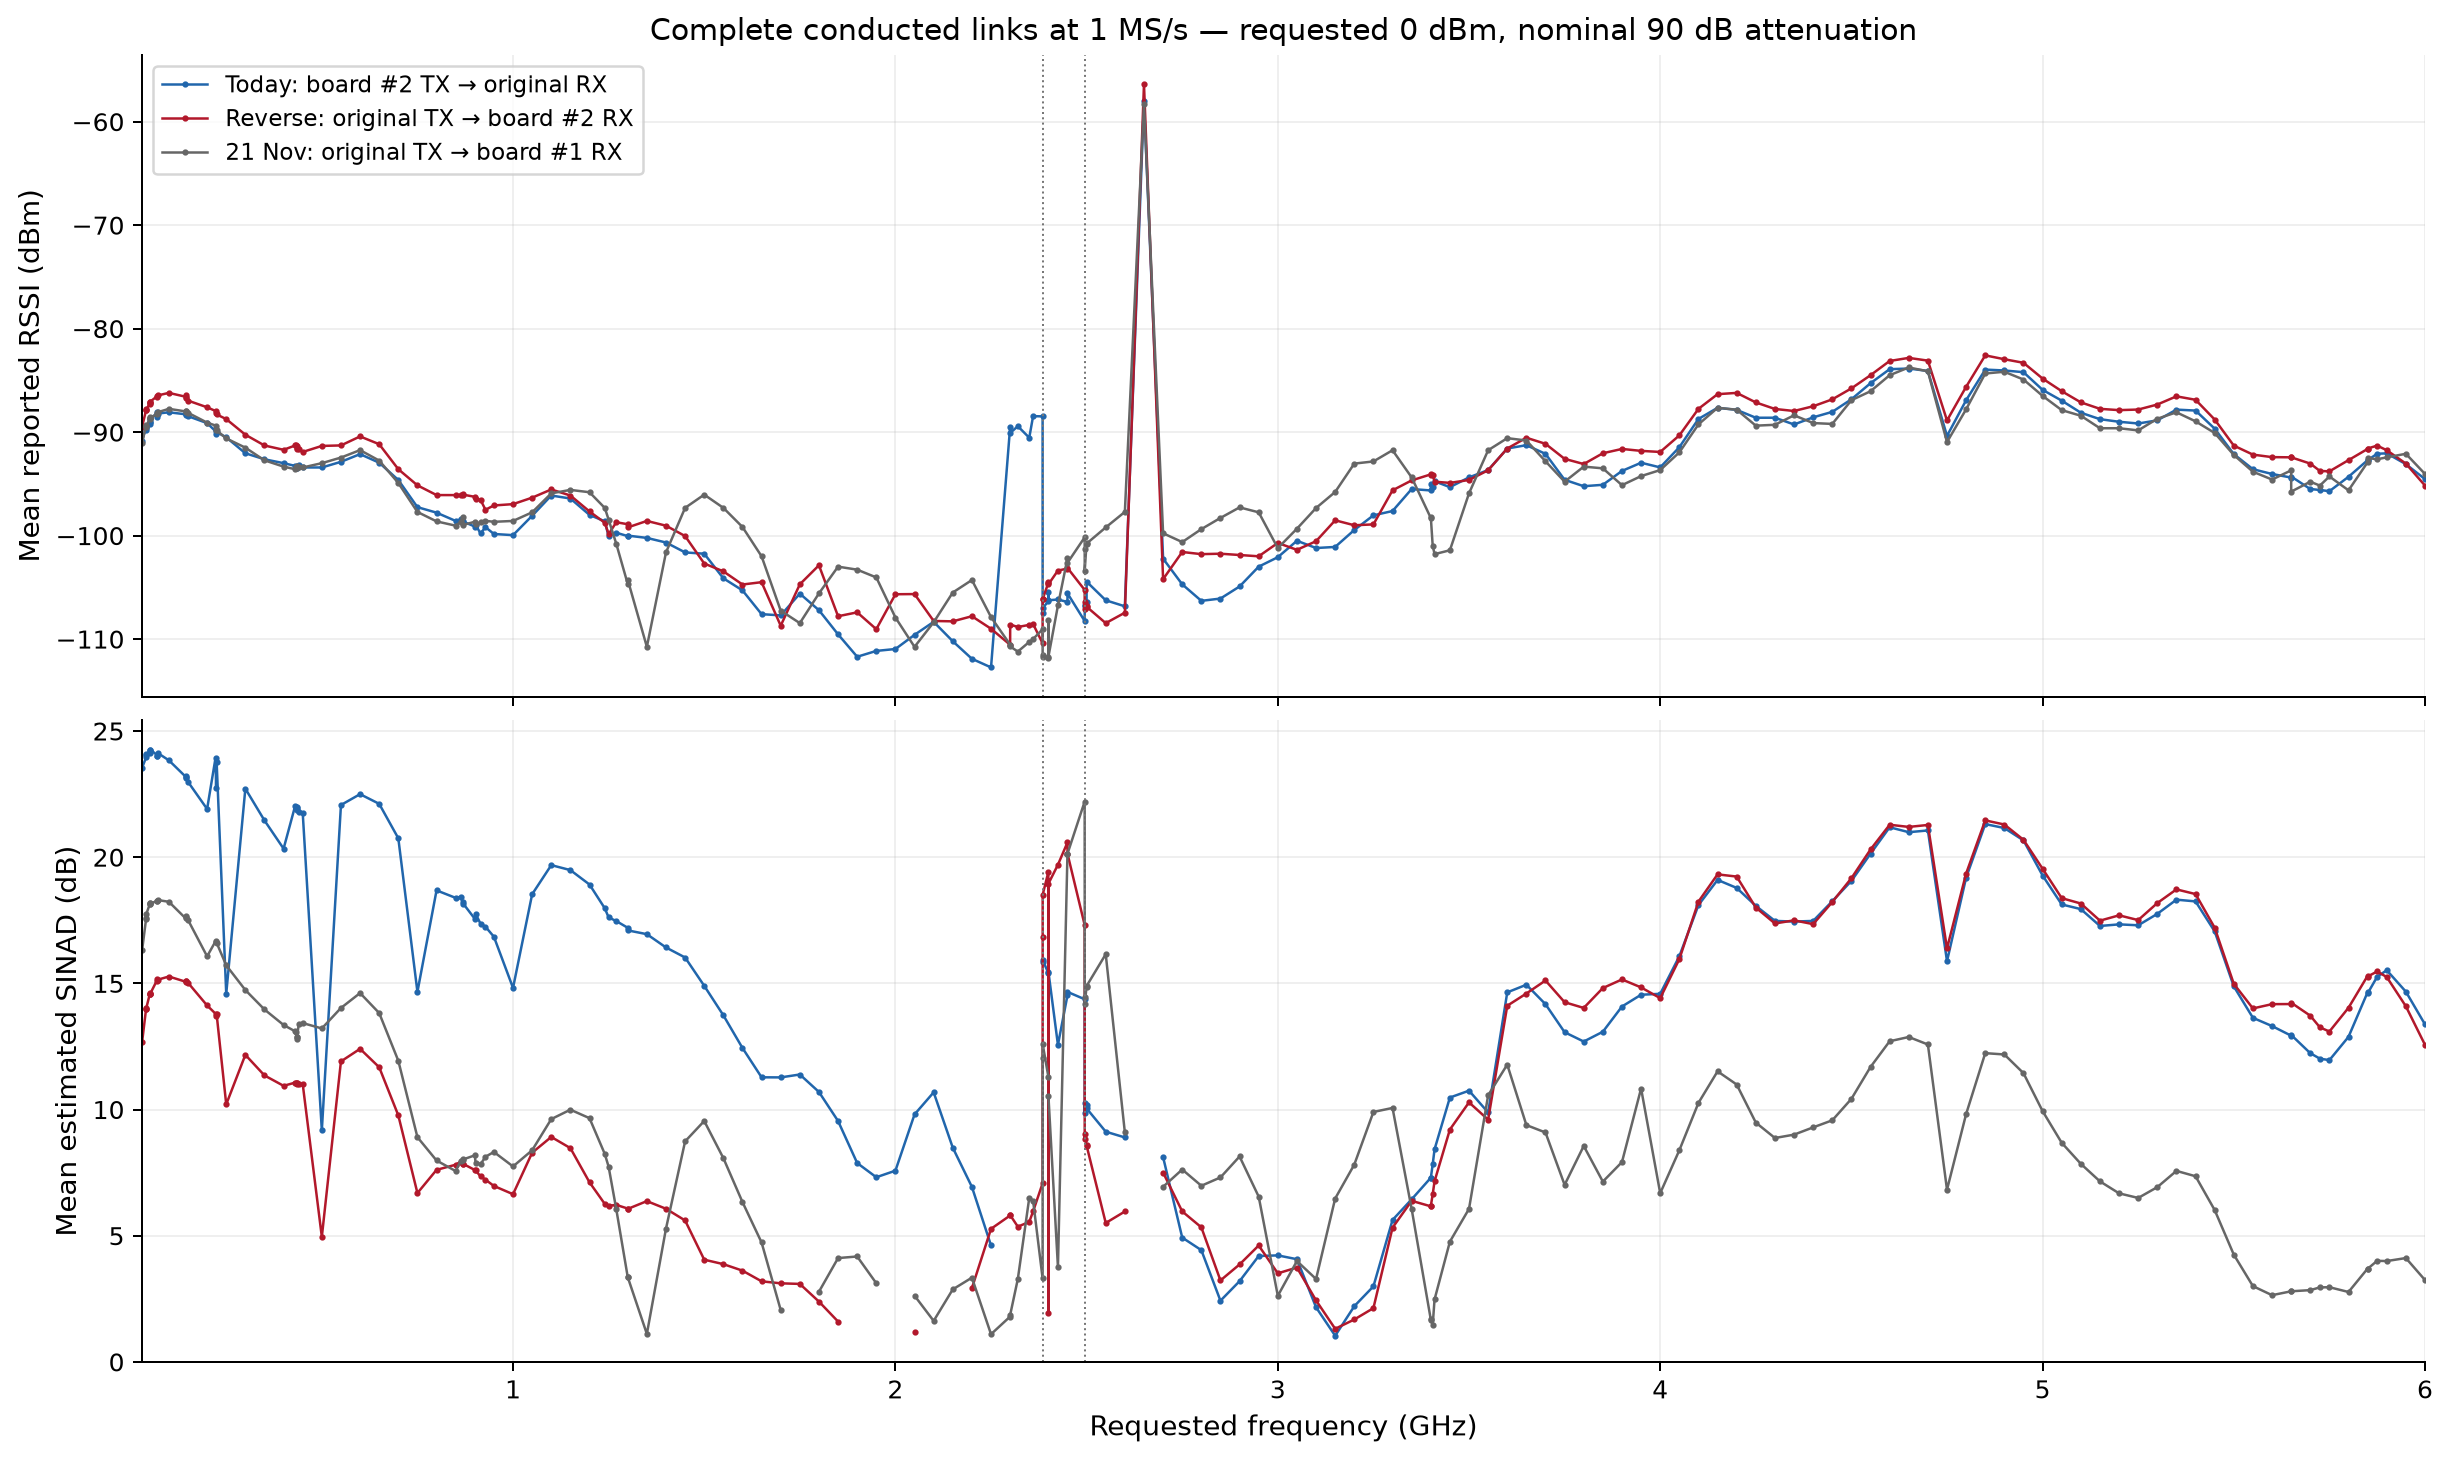 Complete conducted links at 1 MS/s — requested 0 dBm, nominal 90 dB attenuation
Today: board #2 TX → original RX
Reverse: original TX → board #2 RX
21 Nov: original TX → board #1 RX
Mean reported RSSI (dBm)
−60
−70
−80
−90
−100
−110
Mean estimated SINAD (dB)
25
20
15
10
5
0
1 2 3 4 5 6
Requested frequency (GHz)